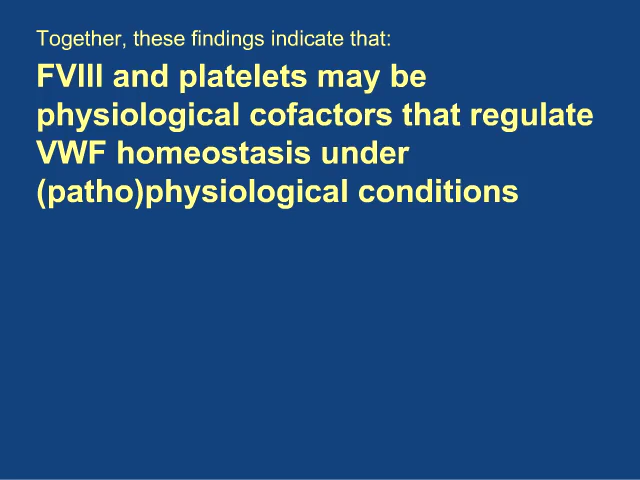 Together, these findings indicate that:
FVIII and platelets may be
physiological cofactors that regulate
VWF homeostasis under
(patho)physiological conditions